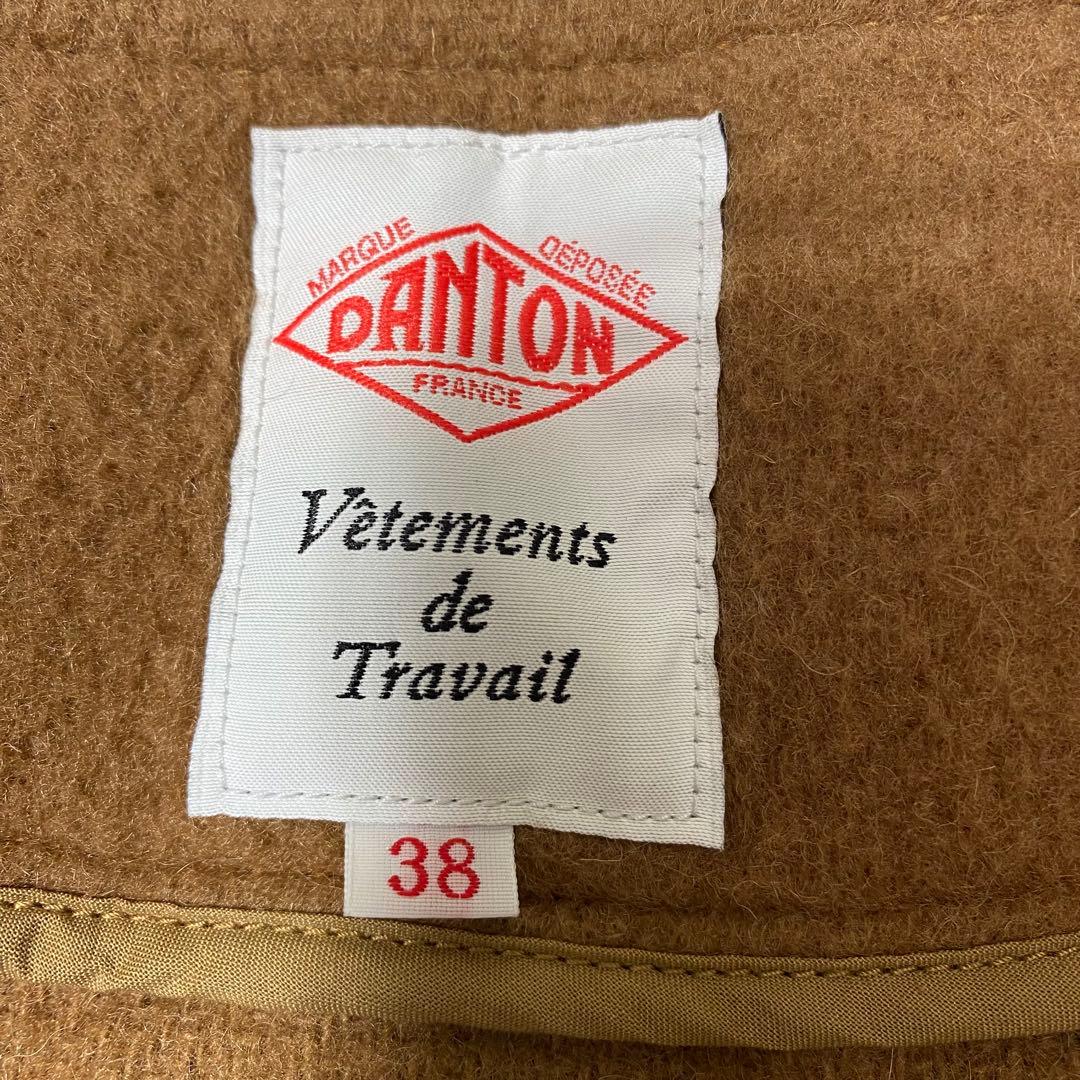 MARQUE DÉPOSÉE
DANTON
FRANCE
Vêtements
de
Travail
38